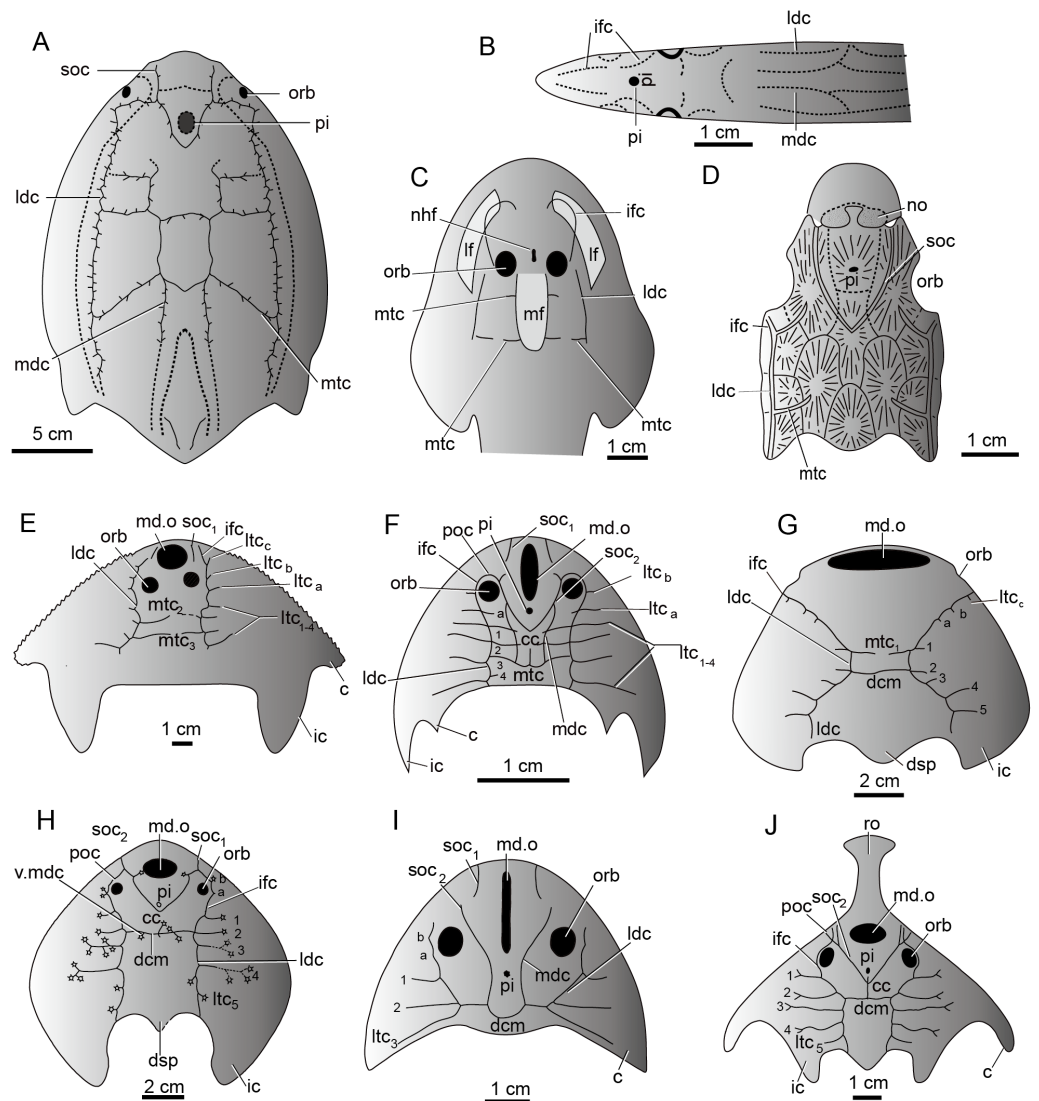 A
soc
orb
pi
ldc
mdc
mtc
5 cm
B
ifc
ldc
pi
pi
mdc
1 cm
C
nhf
ifc
lf
lf
orb
ldc
mtc
mf
mtc
mtc
1 cm
D
no
soc
pi
orb
ifc
ldc
mtc
1 cm
E
md.o
soc1
ifc
orb
ltcc
ldc
ltcb
ltca
mtc2
ltc1-4
mtc3
c
ic
1 cm
F
pi
soc1
poc
md.o
ifc
soc2
orb
ltcb
a
ltca
1
cc
2
ltc1-4
3
mtc
ldc
4
mdc
c
ic
1 cm
G
md.o
orb
ifc
ltcc
ldc
b
a
mtc1
1
2
dcm
3
4
5
ldc
dsp
ic
2 cm
H
md.o
soc2
soc1
poc
orb
v.mdc
b
a
ifc
pi
cc
1
2
dcm
3
ldc
4
ltc5
dsp
ic
2 cm
I
md.o
soc1
soc2
orb
ldc
b
a
mdc
1
pi
2
dcm
ltc3
c
1 cm
J
ro
md.o
soc2
poc
orb
ifc
pi
1
cc
2
dcm
3
4
ltc5
ic
c
1 cm